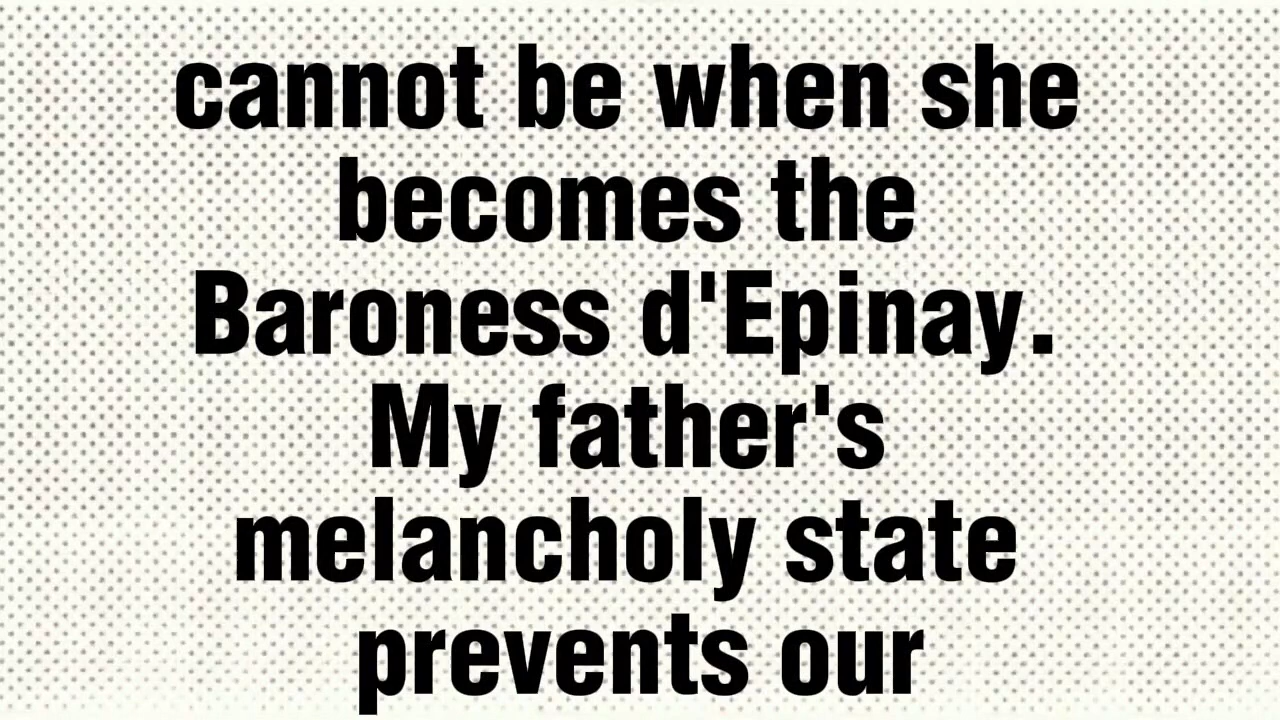 cannot be when she
becomes the
Baroness d'Epinay.
My father's
melancholy state
prevents our